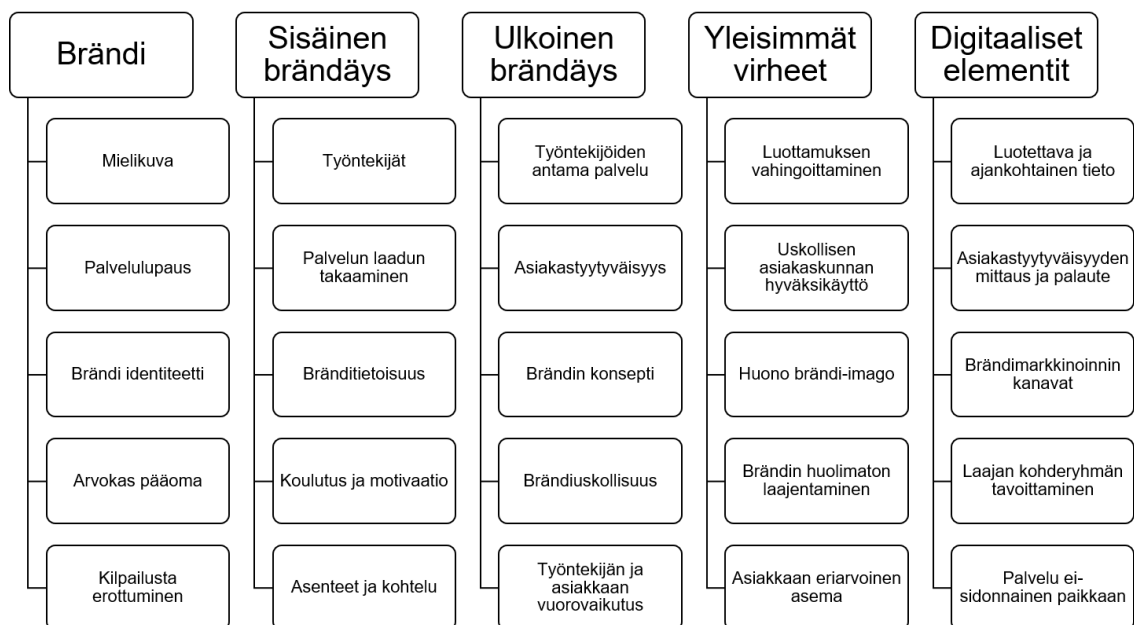 Brändi
Mielikuva
Palvelulupaus
Brändi identiteetti
Arvokas pääoma
Kilpailusta
erottuminen
Sisäinen
brändäys
Työntekijät
Palvelun laadun
takaaminen
Bränditietoisuus
Koulutus ja motivaatio
Asenteet ja kohtelu
Ulkoinen
brändäys
Työntekijöiden
antama palvelu
Asiakastyytyväisyys
Brändin konsepti
Brändiuskollisuus
Työntekijän ja
asiakkaan
vuorovaikutus
Yleisimmät
virheet
Luottamuksen
vahingoittaminen
Uskollisen
asiakaskunnan
hyväksikäyttö
Huono brändi-imago
Brändin huolimaton
laajentaminen
Asiakkaan eriarvoinen
asema
Digitaaliset
elementit
Luotettava ja
ajankohtainen tieto
Asiakastyytyväisyyden
mittaus ja palaute
Brändimarkkinoinnin
kanavat
Laajan kohderyhmän
tavoittaminen
Palvelu ei-
sidonnainen paikkaan